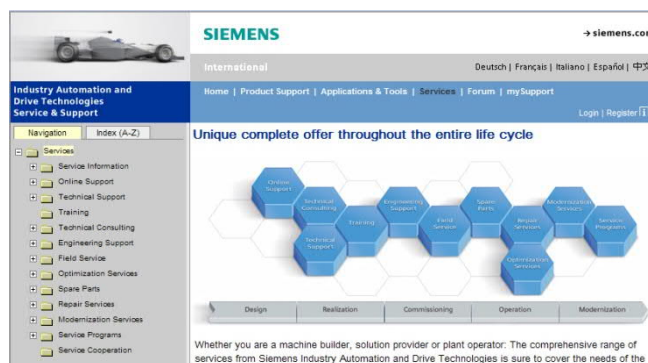 SIEMENS
→ siemens.com
International
Deutsch | Français | Italiano | Español | 中文
Industry Automation and
Drive Technologies
Service & Support
Home | Product Support | Applications & Tools | Services | Forum | mySupport
Login | Register
Navigation
Index (A-Z)
Services
Service Information
Online Support
Technical Support
Training
Technical Consulting
Engineering Support
Field Service
Optimization Services
Spare Parts
Repair Services
Modernization Services
Service Programs
Service Cooperation
Unique complete offer throughout the entire life cycle
Online
Support
Technical
Consulting
Technical
Support
Training
Engineering
Support
Field
Service
Spare
Parts
Repair
Services
Optimization
Services
Modernization
Services
Service
Programs
Design
Realization
Commissioning
Operation
Modernization
Whether you are a machine builder, solution provider or plant operator: The comprehensive range of
services from Siemens Industry Automation and Drive Technologies is sure to cover the needs of the